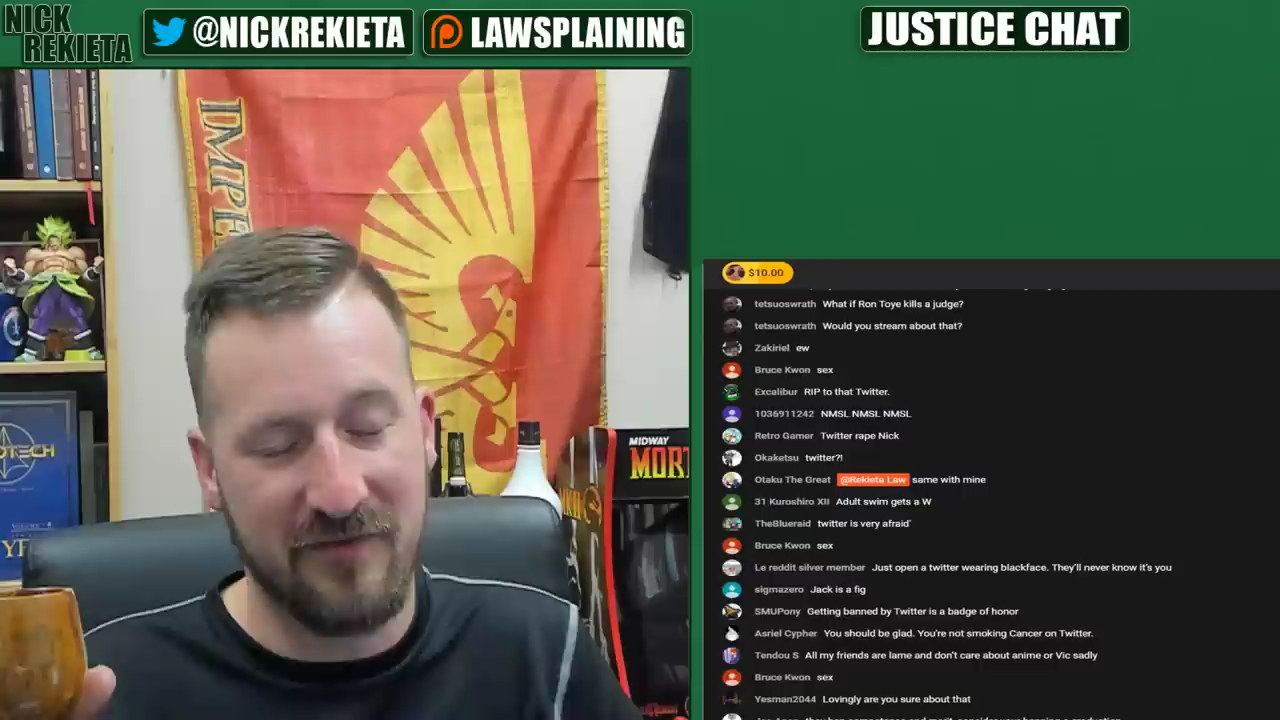 NICK
REKIETA
@NICKREKIETA
LAWSPLAINING
JUSTICE CHAT
IMPE
MIDWAY
MORT
$10.00
tetsuoswrath What if Ron Toye kills a judge?
tetsuoswrath Would you stream about that?
Zakiriel ew
Bruce Kwon sex
Excalibur RIP to that Twitter.
1036911242 NMSL NMSL NMSL
Retro Gamer Twitter rape Nick
Okaketsu twitter?!
Otaku The Great @Rekieta Law same with mine
31 Kuroshiro XII Adult swim gets a W
TheBlueraid twitter is very afraid`
Bruce Kwon sex
Le reddit silver member Just open a twitter wearing blackface. They'll never know it's you
sigmazero Jack is a fig
SMUPony Getting banned by Twitter is a badge of honor
Asriel Cypher You should be glad. You're not smoking Cancer on Twitter.
Tendou S All my friends are lame and don't care about anime or Vic sadly
Bruce Kwon sex
Yesman2044 Lovingly are you sure about that